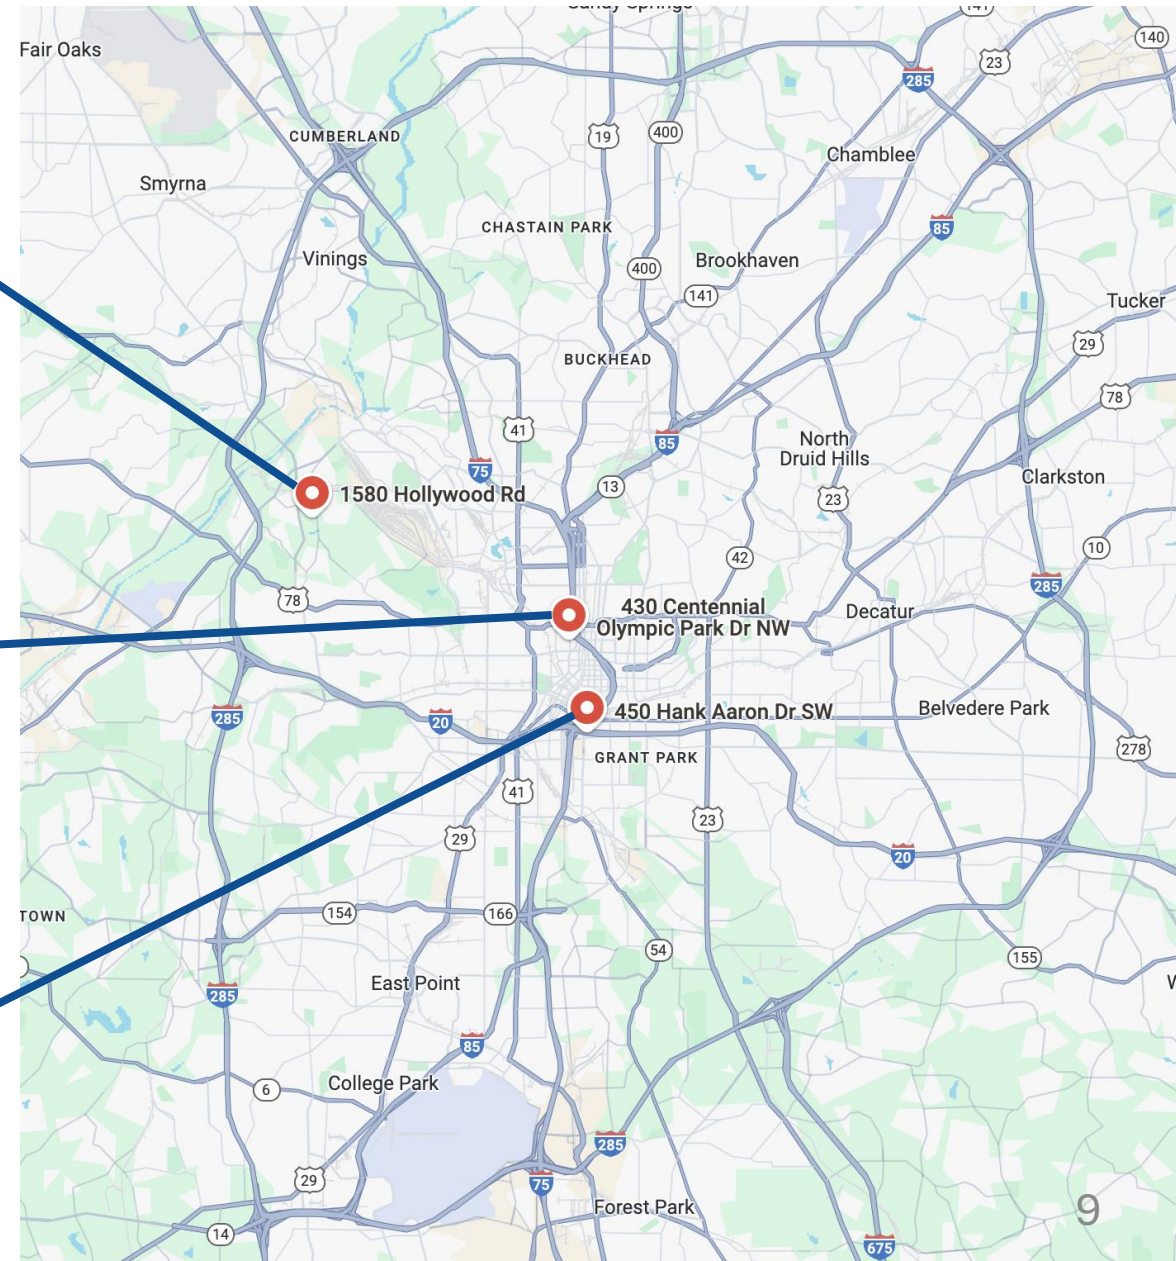 141
Fair Oaks
140
23
285
CUMBERLAND
19
400
Chamblee
Smyrna
CHASTAIN PARK
85
Vinings
400
Brookhaven
141
Tucker
29
BUCKHEAD
78
41
85
North
Druid Hills
75
Clarkston
1580 Hollywood Rd
13
23
10
42
285
78
430 Centennial
Olympic Park Dr NW
Decatur
285
20
450 Hank Aaron Dr SW
Belvedere Park
278
GRANT PARK
41
23
29
20
TOWN
154
166
54
155
East Point
285
85
6
College Park
285
29
75
Forest Park
9
14
675